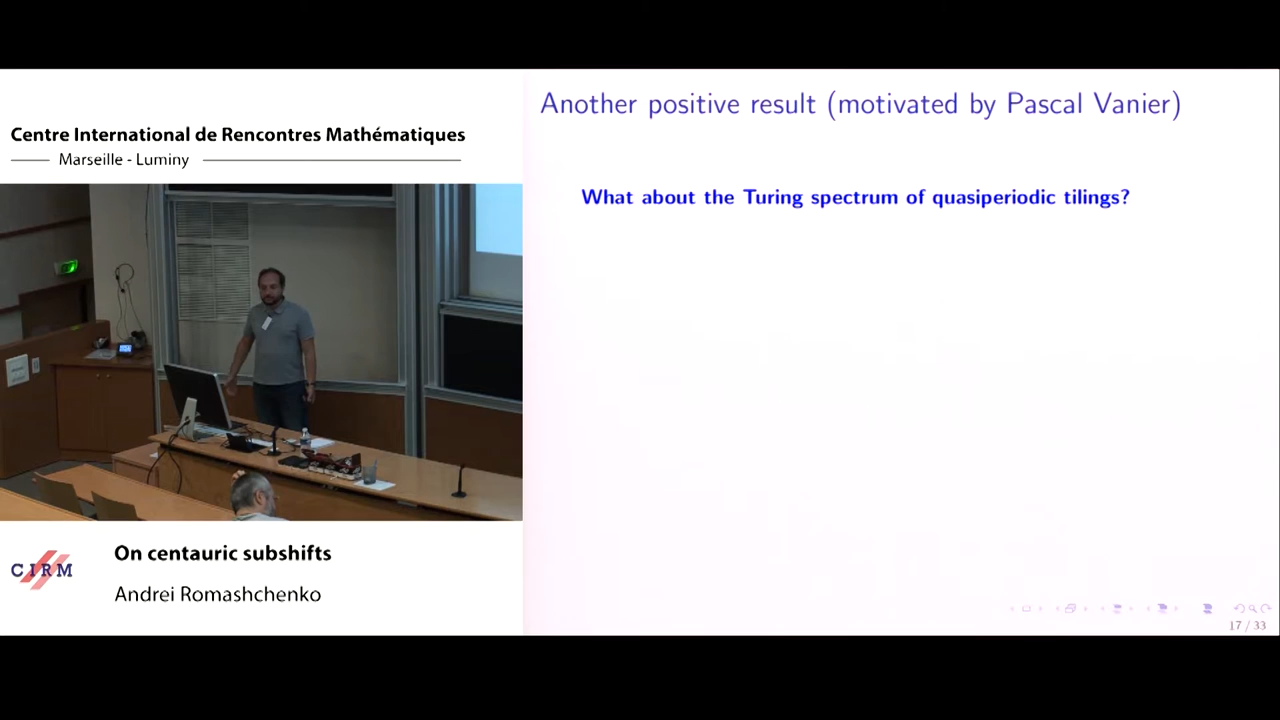 Centre International de Rencontres Mathématiques
Marseille - Luminy
On centauric subshifts
CIRM
Andrei Romashchenko
Another positive result (motivated by Pascal Vanier)
What about the Turing spectrum of quasiperiodic tilings?
17 / 33